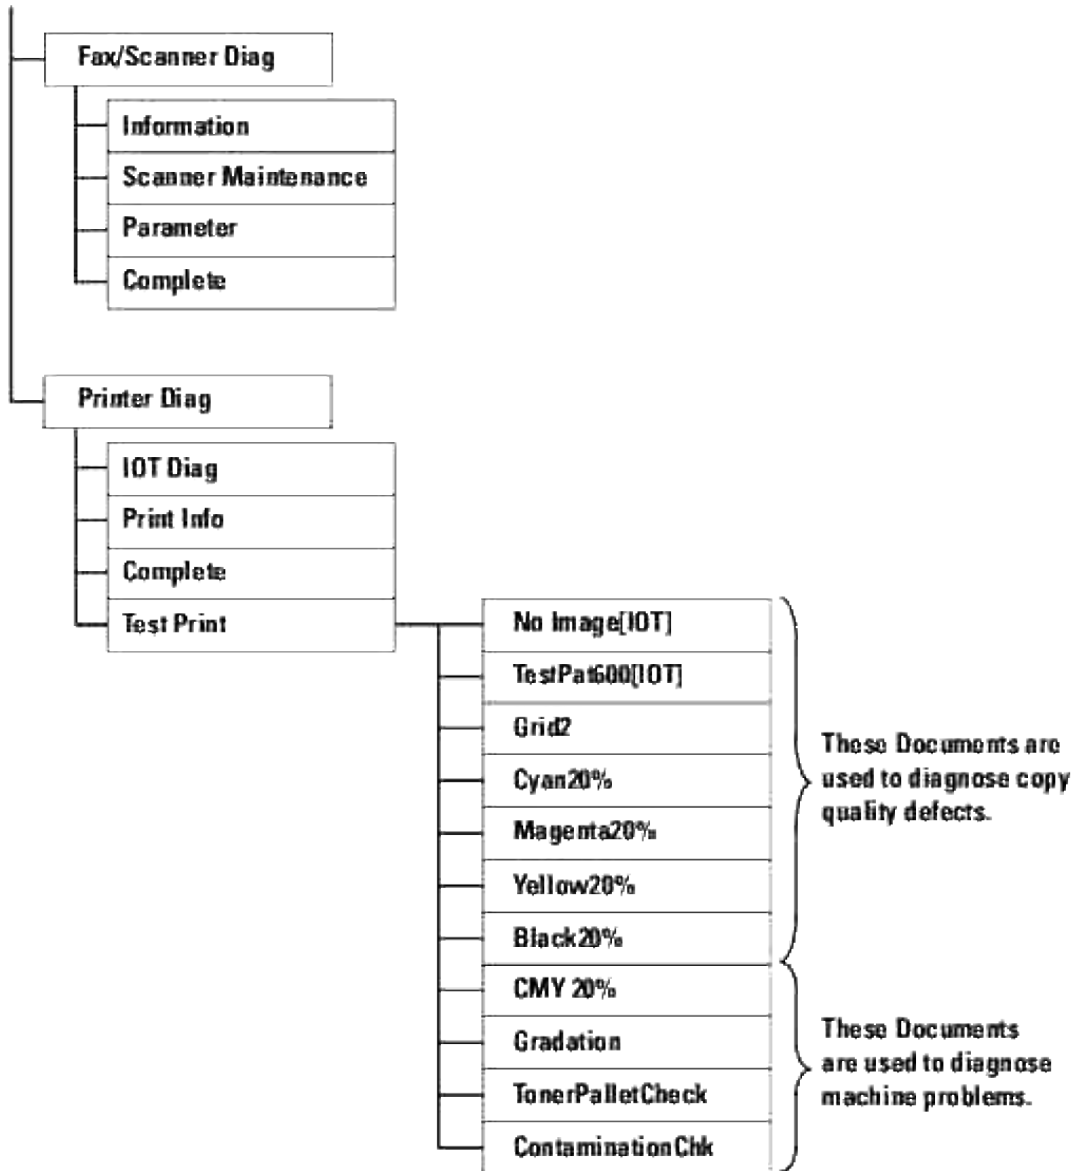 Fax/Scanner Diag
Information
Scanner Maintenance
Parameter
Complete
Printer Diag
IOT Diag
Print Info
Complete
Test Print
No Image[IOT]
TestPat600[IOT]
Grid2
Cyan20%
Magenta20%
Yellow20%
Black20%
These Documents are
used to diagnose copy
quality defects.
CMY 20%
Gradation
TonerPalletCheck
ContaminationChk
These Documents
are used to diagnose
machine problems.